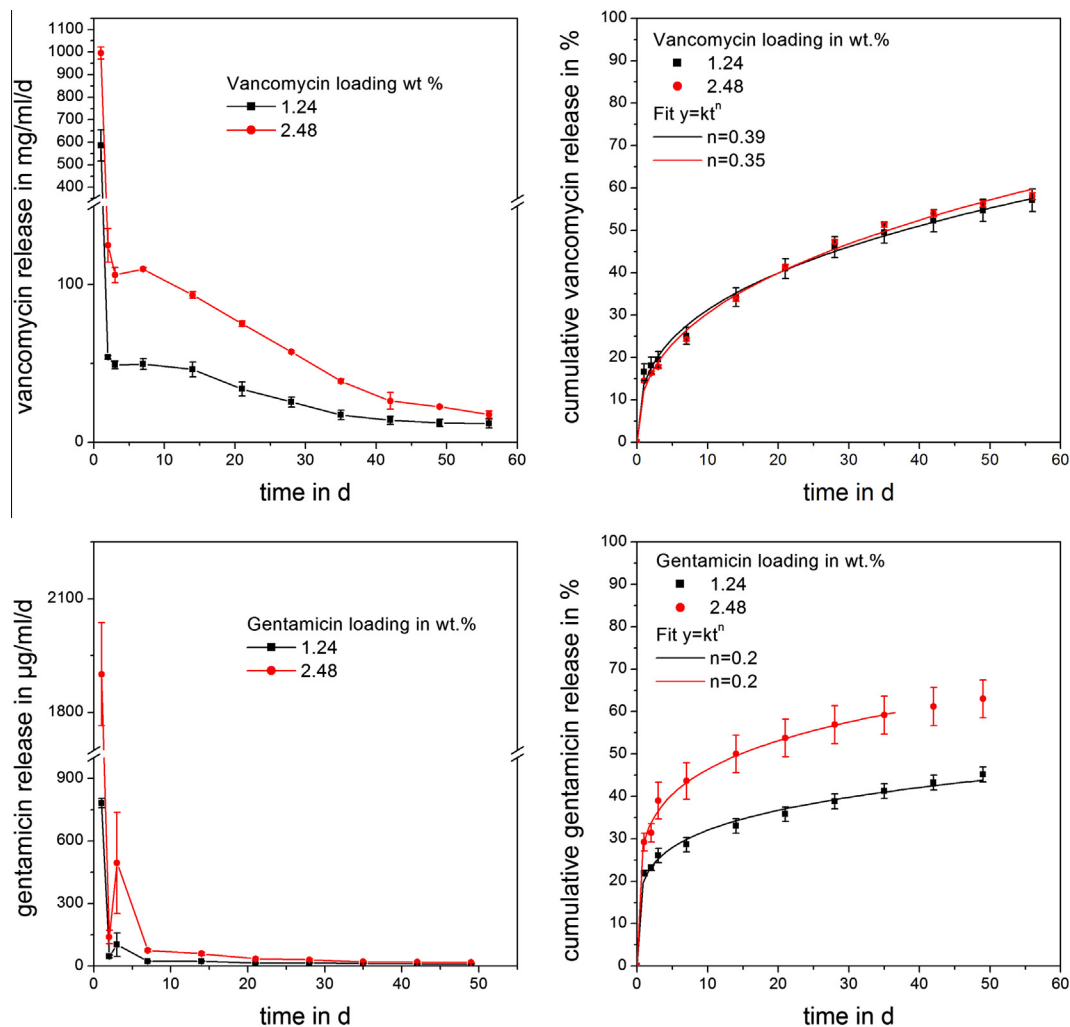 vancomycin release in mg/ml/d
1100
1000
900
800
700
600
500
400
100
0
Vancomycin loading wt %
1.24
2.48
0 10 20 30 40 50 60
time in d
cumulative vancomycin release in %
100
90
80
70
60
50
40
30
20
10
0
Vancomycin loading in wt.%
1.24
2.48
Fit y=ktⁿ
n=0.39
n=0.35
0 10 20 30 40 50 60
time in d
gentamicin release in µg/ml/d
2100
1800
900
600
300
0
Gentamicin loading in wt.%
1.24
2.48
0 10 20 30 40 50
time in d
cumulative gentamicin release in %
100
90
80
70
60
50
40
30
20
10
0
Gentamicin loading in wt.%
1.24
2.48
Fit y=ktⁿ
n=0.2
n=0.2
0 10 20 30 40 50 60
time in d